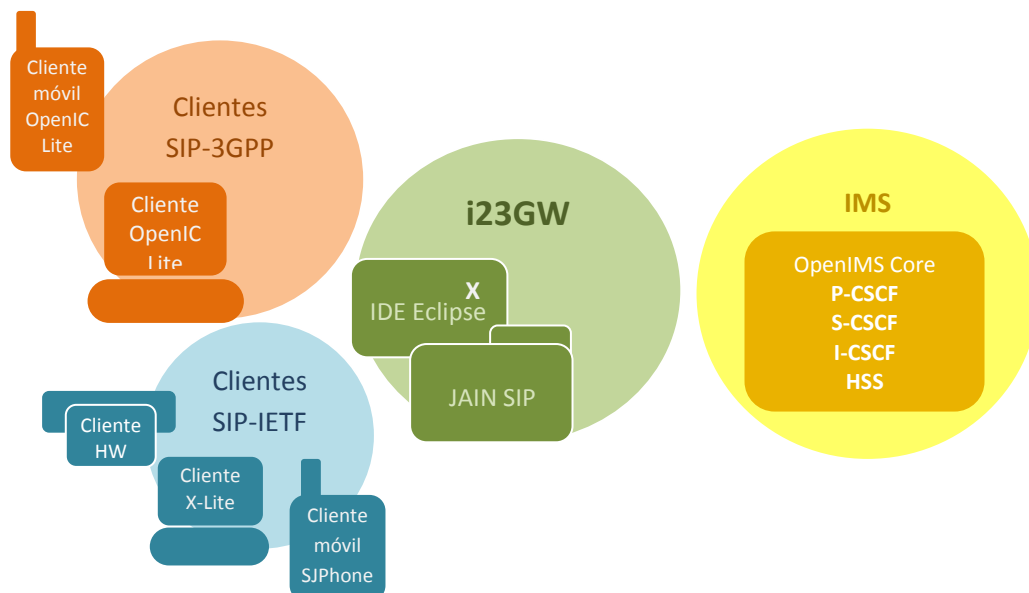 Cliente
móvil
OpenIC
Lite
Clientes
SIP-3GPP
Cliente
OpenIC
Lite
i23GW
X
IDE Eclipse
JAIN SIP
IMS
OpenIMS Core
P-CSCF
S-CSCF
I-CSCF
HSS
Clientes
SIP-IETF
Cliente
HW
Cliente
X-Lite
Cliente
móvil
SJPhone